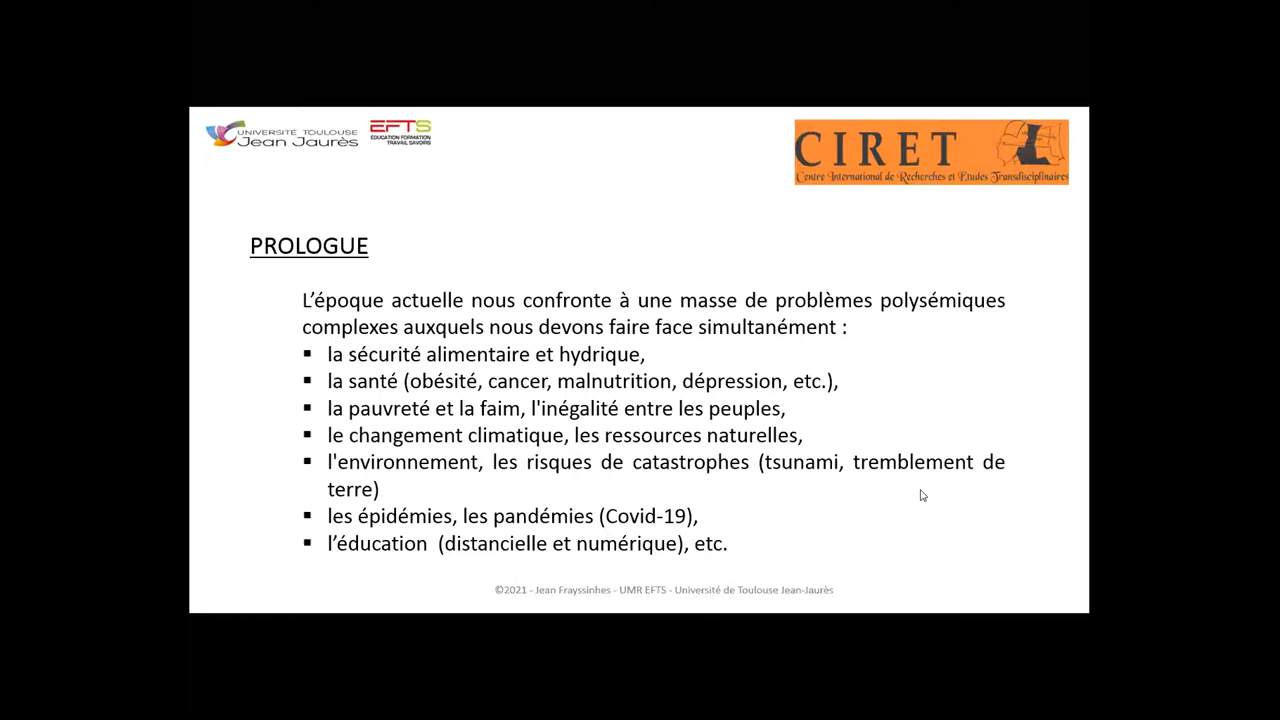 UNIVERSITÉ TOULOUSE
Jean Jaurès
EFTS
ÉDUCATION FORMATION
TRAVAIL SAVOIRS
CIRET
Centre International de Recherches et Etudes Transdisciplinaires
PROLOGUE
L’époque actuelle nous confronte à une masse de problèmes polysémiques
complexes auxquels nous devons faire face simultanément :
▪ la sécurité alimentaire et hydrique,
▪ la santé (obésité, cancer, malnutrition, dépression, etc.),
▪ la pauvreté et la faim, l'inégalité entre les peuples,
▪ le changement climatique, les ressources naturelles,
▪ l'environnement, les risques de catastrophes (tsunami, tremblement de
terre)
▪ les épidémies, les pandémies (Covid-19),
▪ l’éducation (distancielle et numérique), etc.
©2021 - Jean Frayssinhes - UMR EFTS - Université de Toulouse Jean-Jaurès